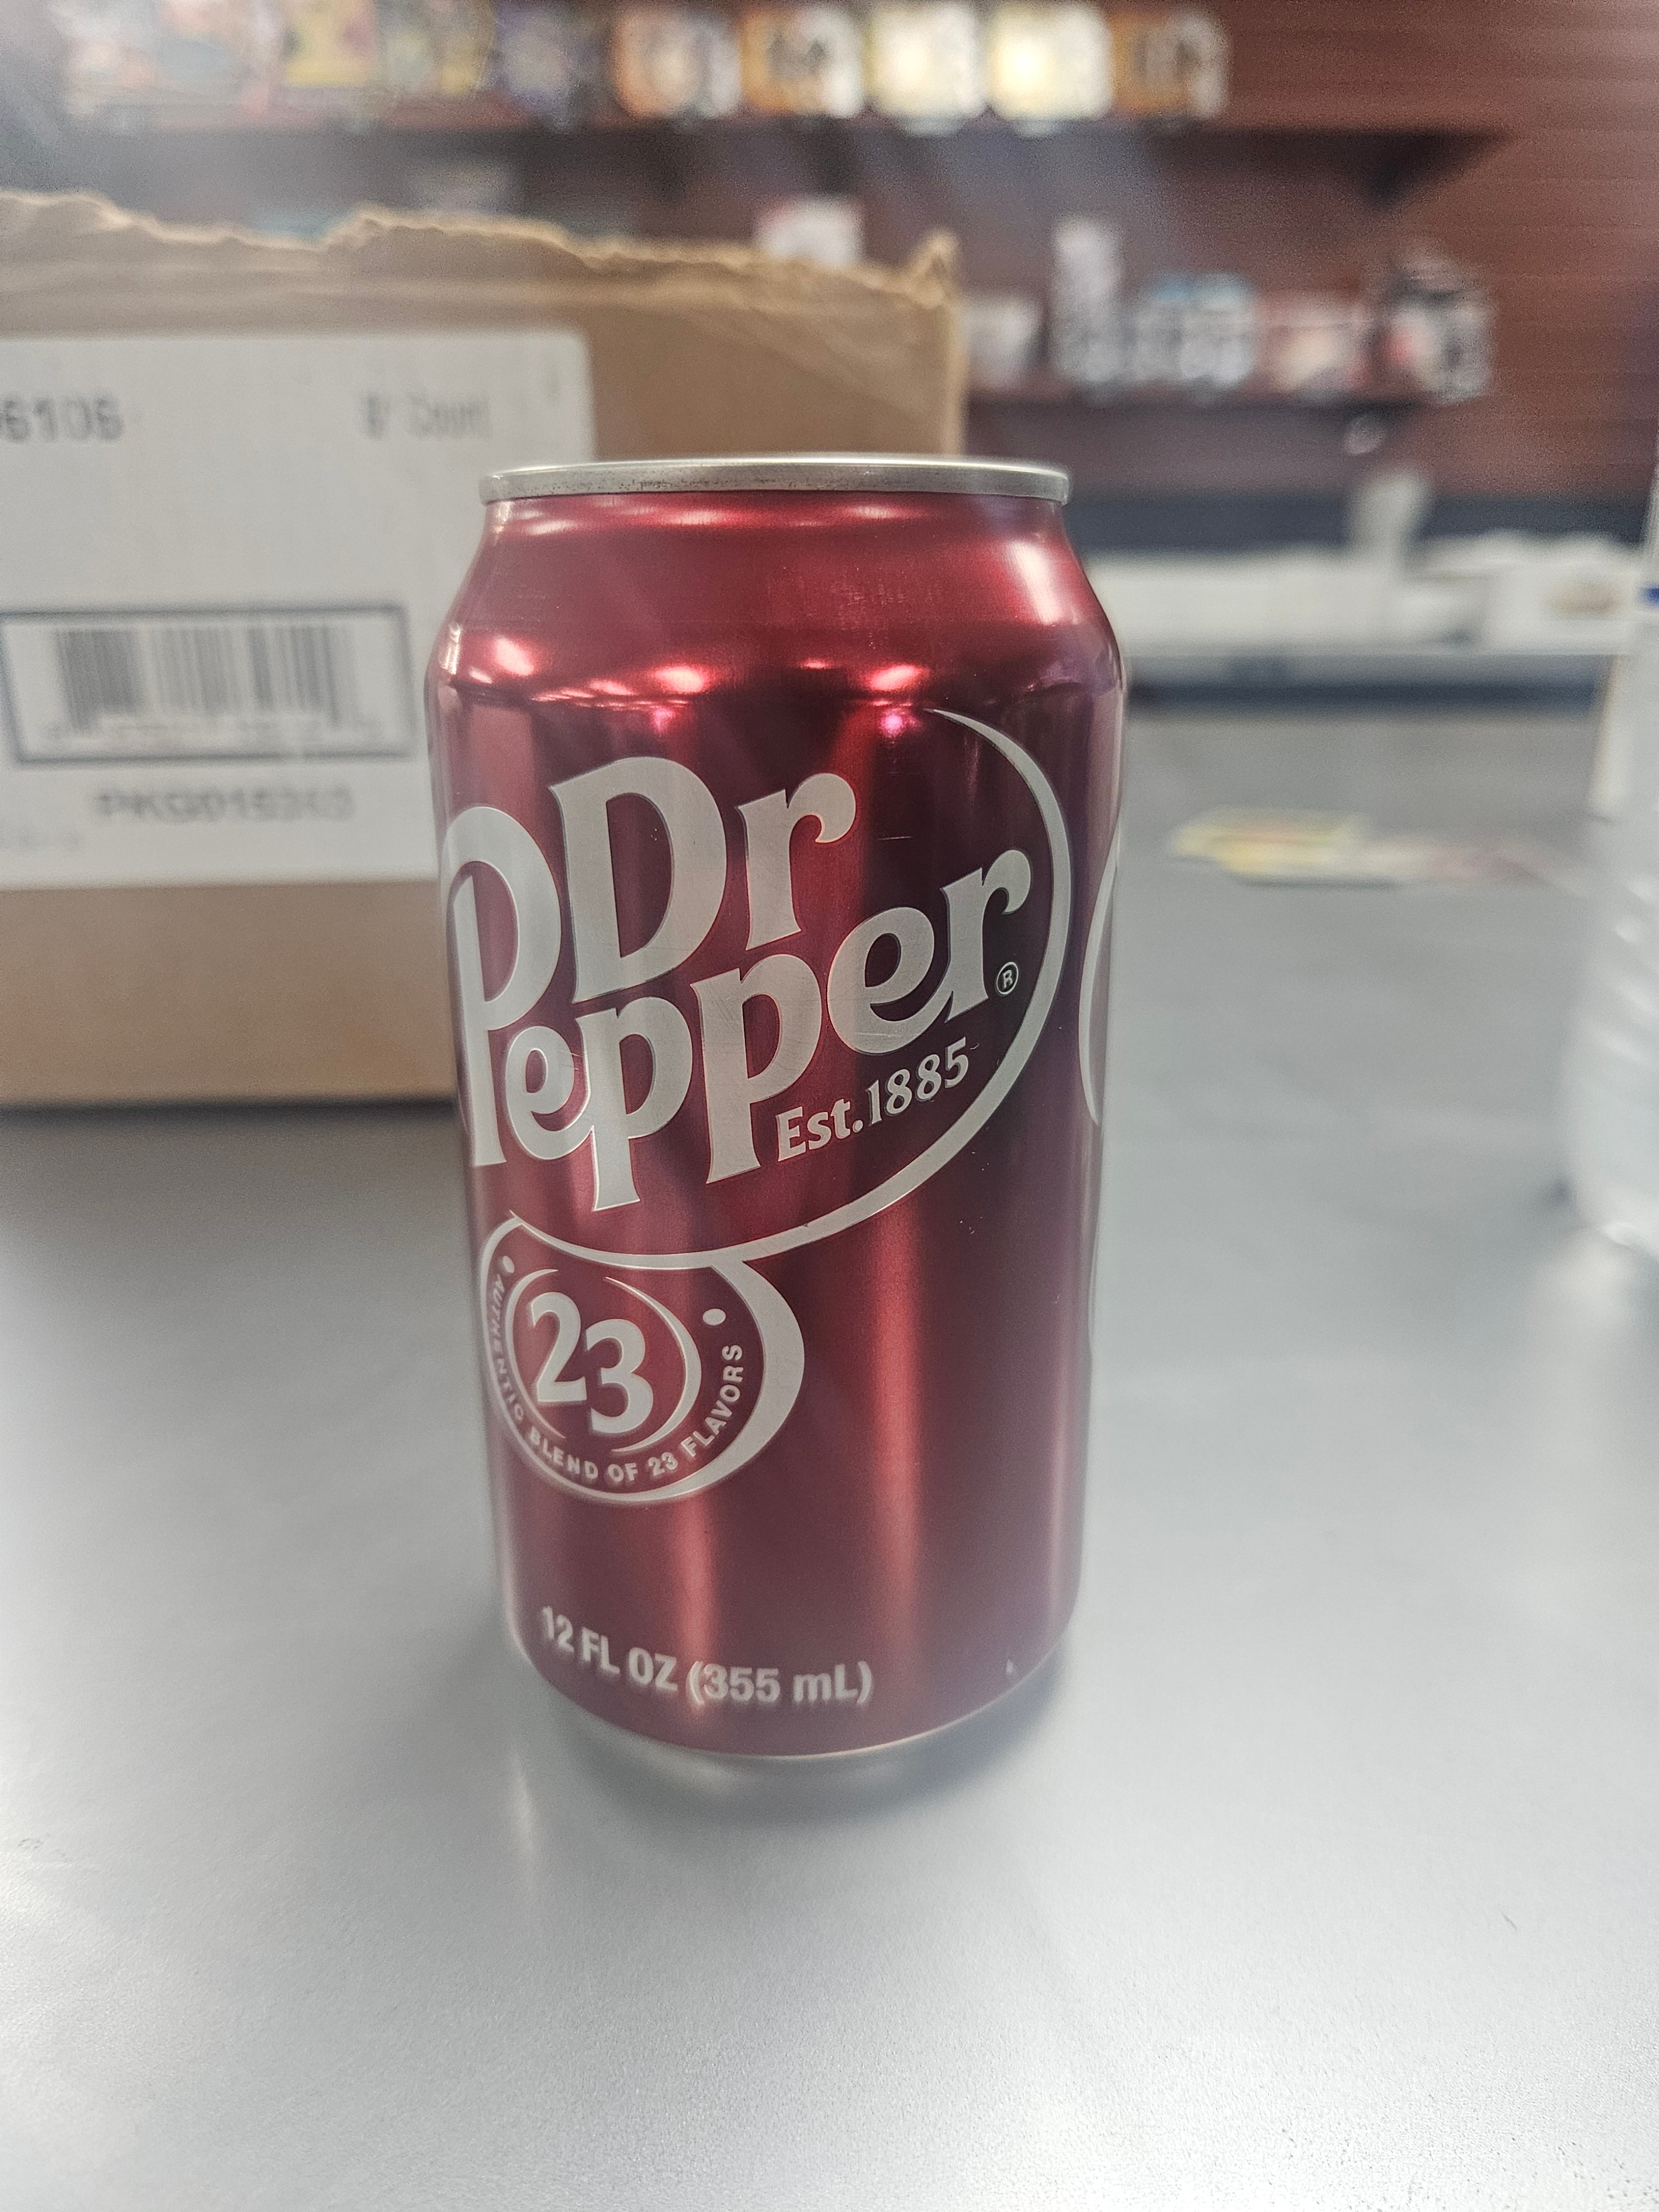 Dr
Pepper
®
Est. 1885
23
• AUTHENTIC BLEND OF 23 FLAVORS •
12 FL OZ (355 mL)